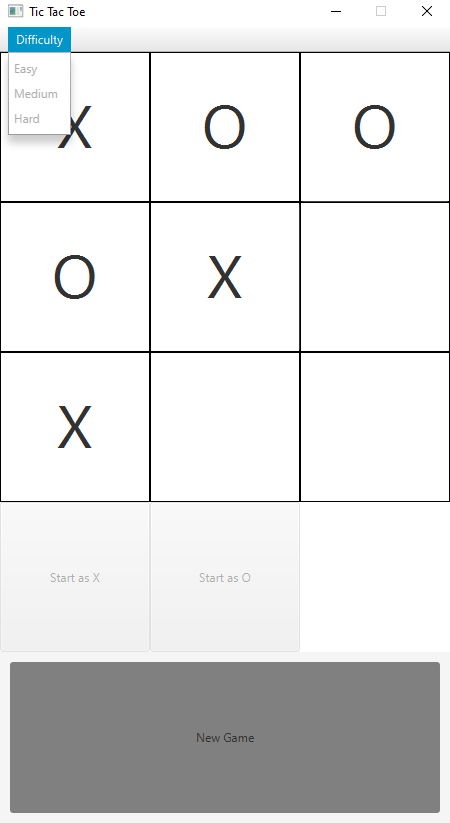 Tic Tac Toe
Difficulty
Easy
Medium
Hard
X O O
O X
X
Start as X Start as O
New Game